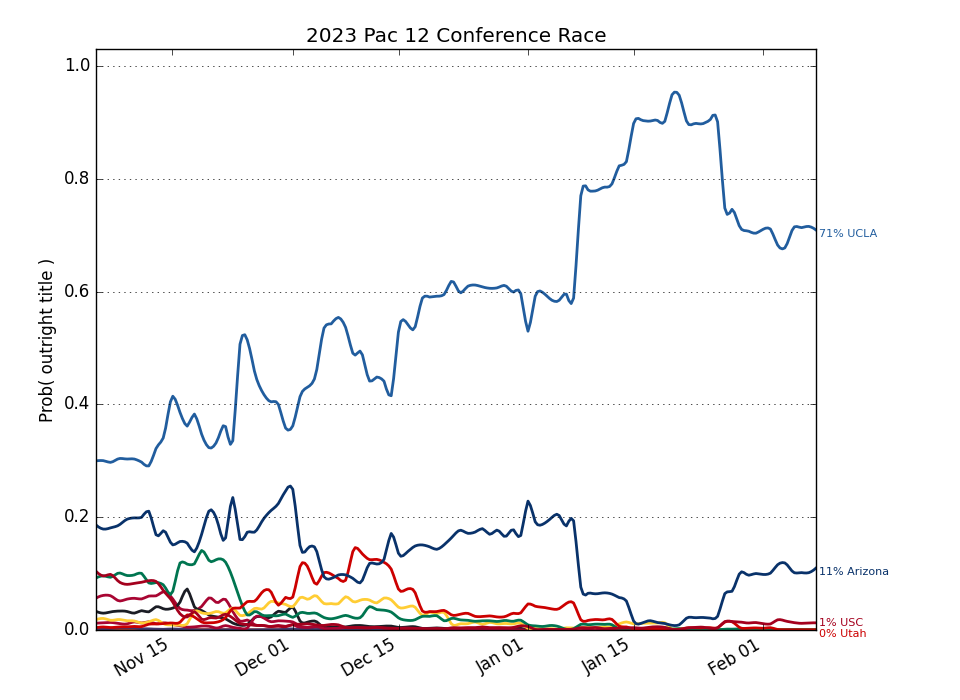 2023 Pac 12 Conference Race
Prob( outright title )
1.0
0.8
0.6
0.4
0.2
0.0
71% UCLA
11% Arizona
1% USC
0% Utah
Nov 15
Dec 01
Dec 15
Jan 01
Jan 15
Feb 01